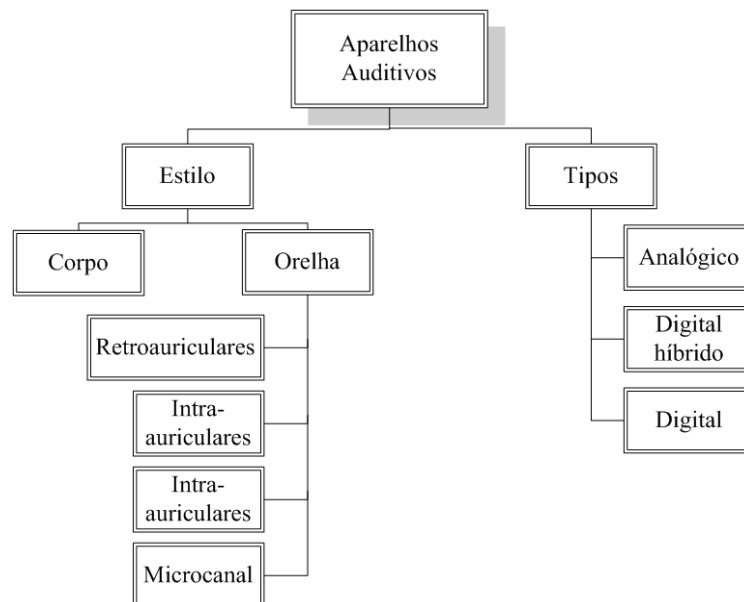 Aparelhos
Auditivos
Estilo
Tipos
Corpo
Orelha
Analógico
Retroauriculares
Digital
híbrido
Intra-
auriculares
Digital
Intra-
auriculares
Microcanal